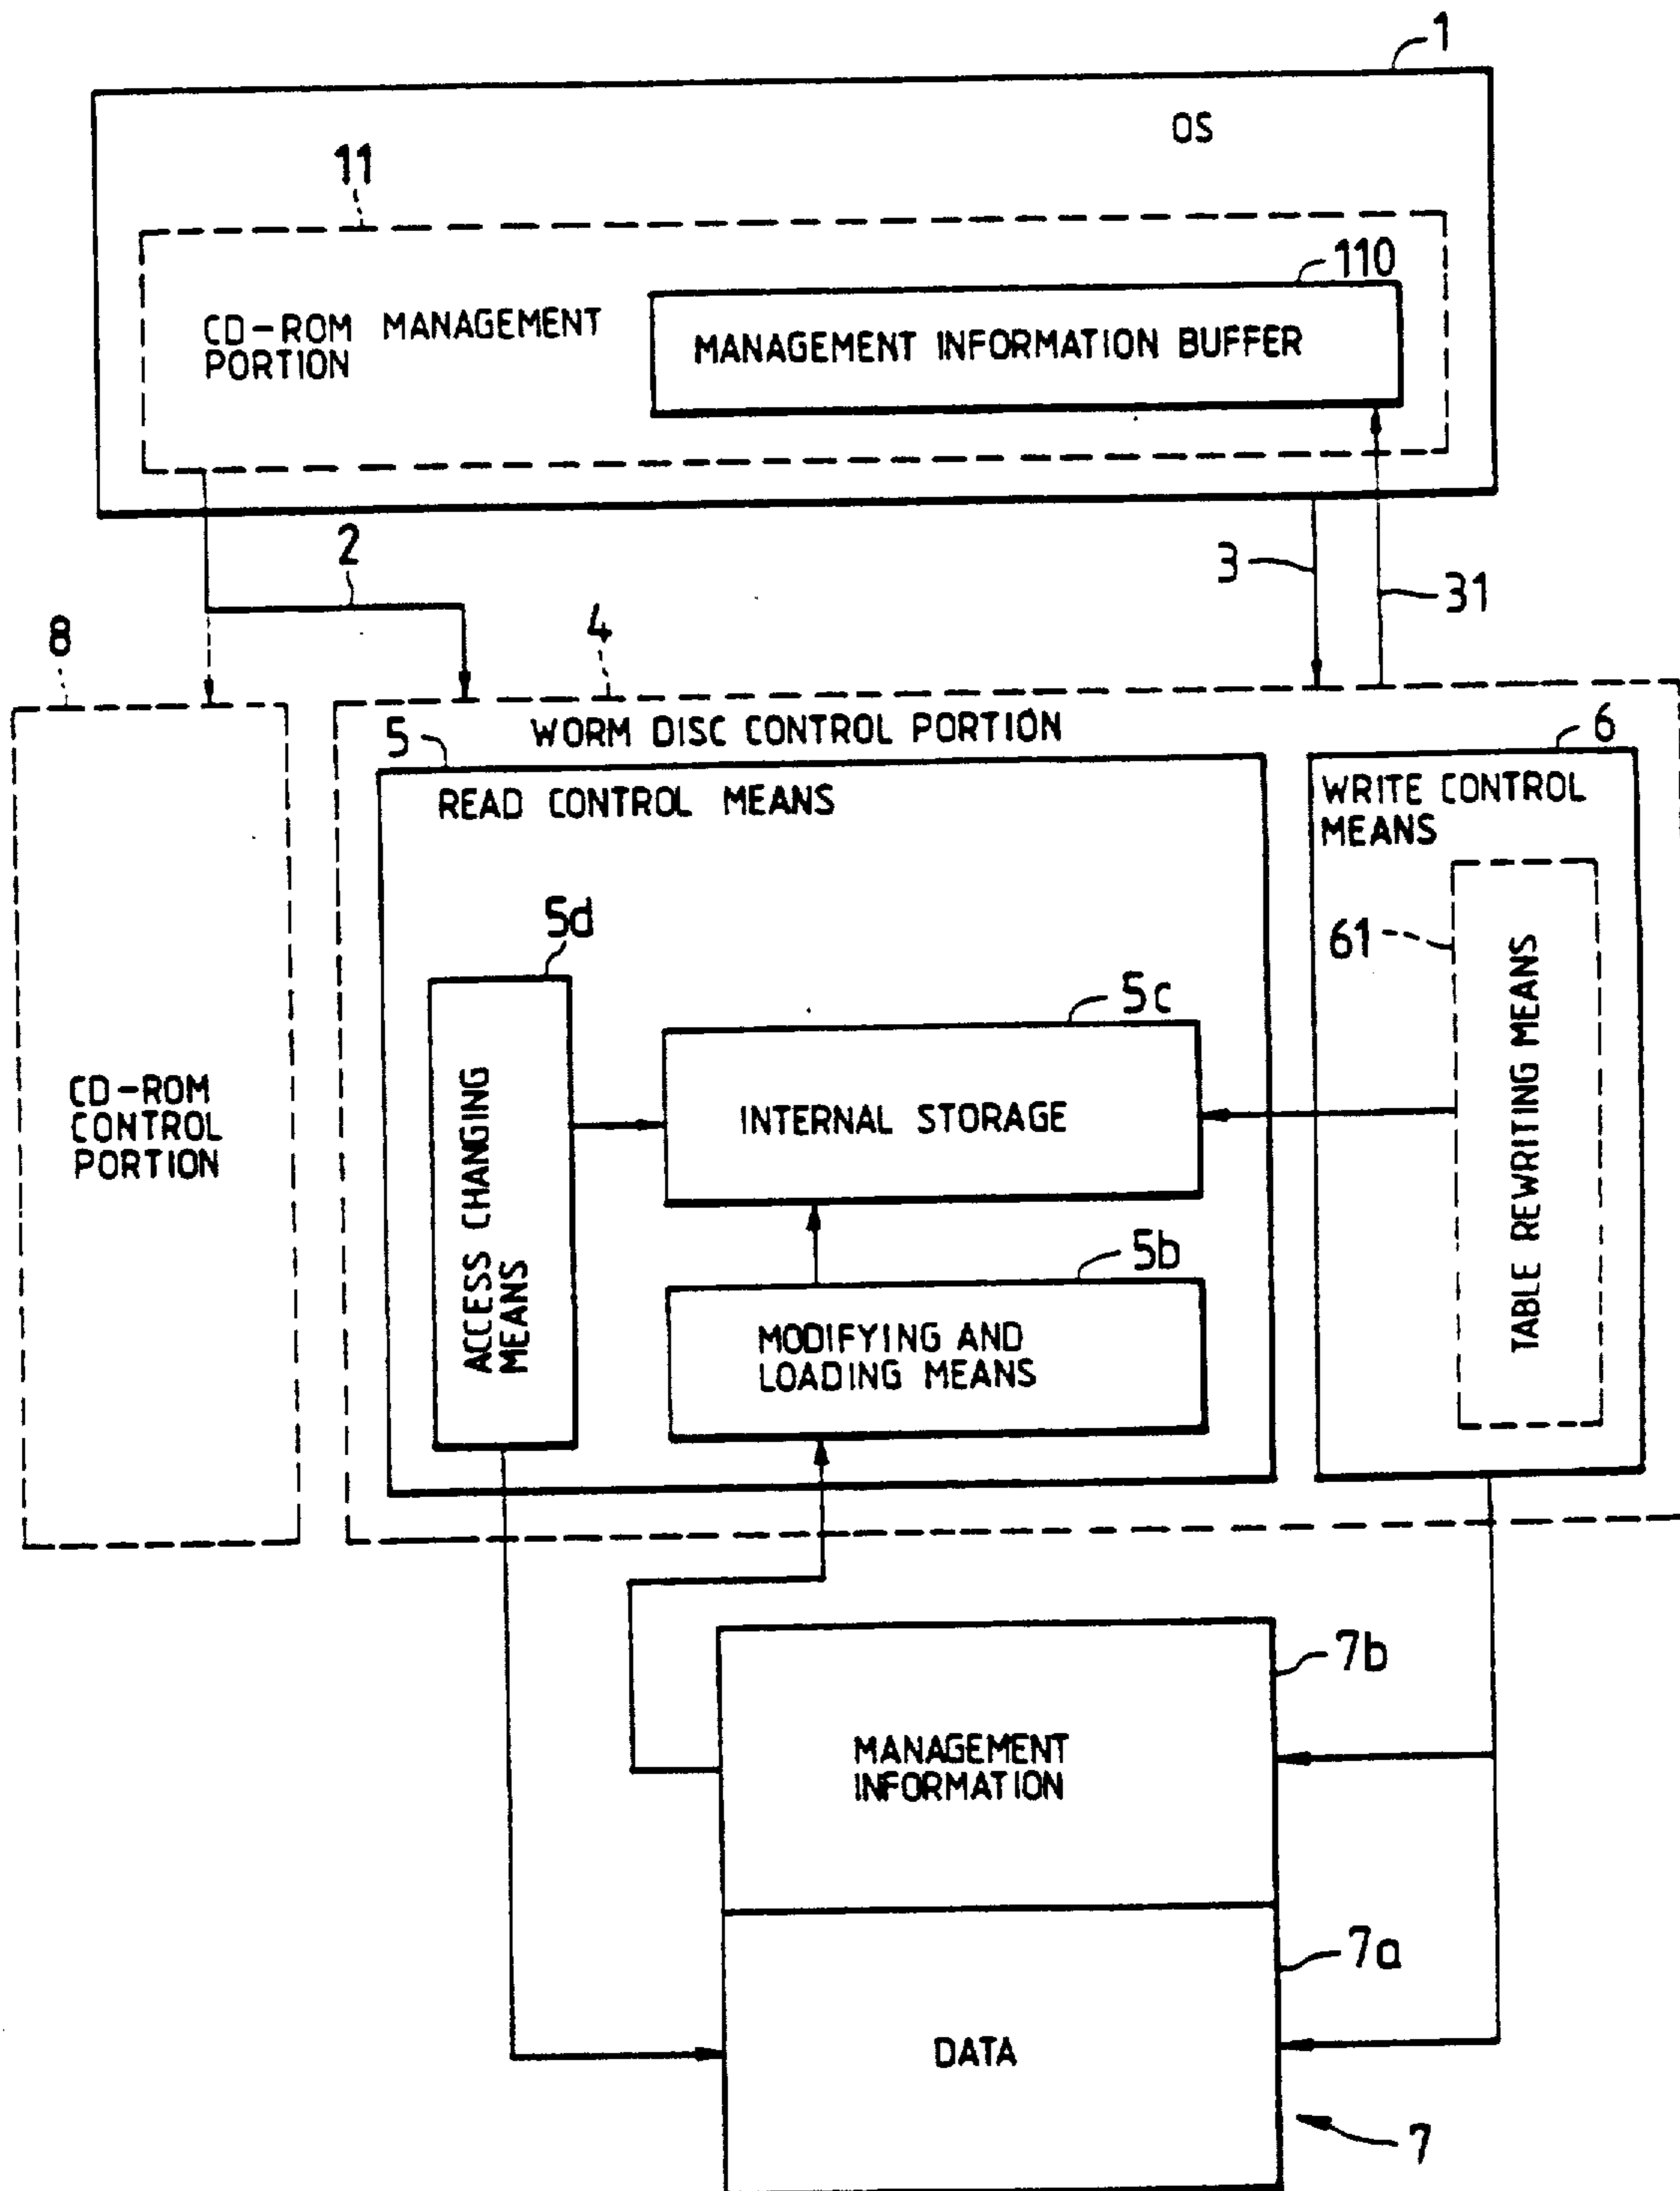 1
OS
11
110
CD-ROM MANAGEMENT
PORTION
MANAGEMENT INFORMATION BUFFER
2
3
31
8
4
WORM DISC CONTROL PORTION
5
6
READ CONTROL MEANS
WRITE CONTROL
MEANS
5d
61
5c
CD-ROM
CONTROL
PORTION
ACCESS CHANGING
MEANS
INTERNAL STORAGE
TABLE REWRITING MEANS
5b
MODIFYING AND
LOADING MEANS
7b
MANAGEMENT
INFORMATION
7a
DATA
7